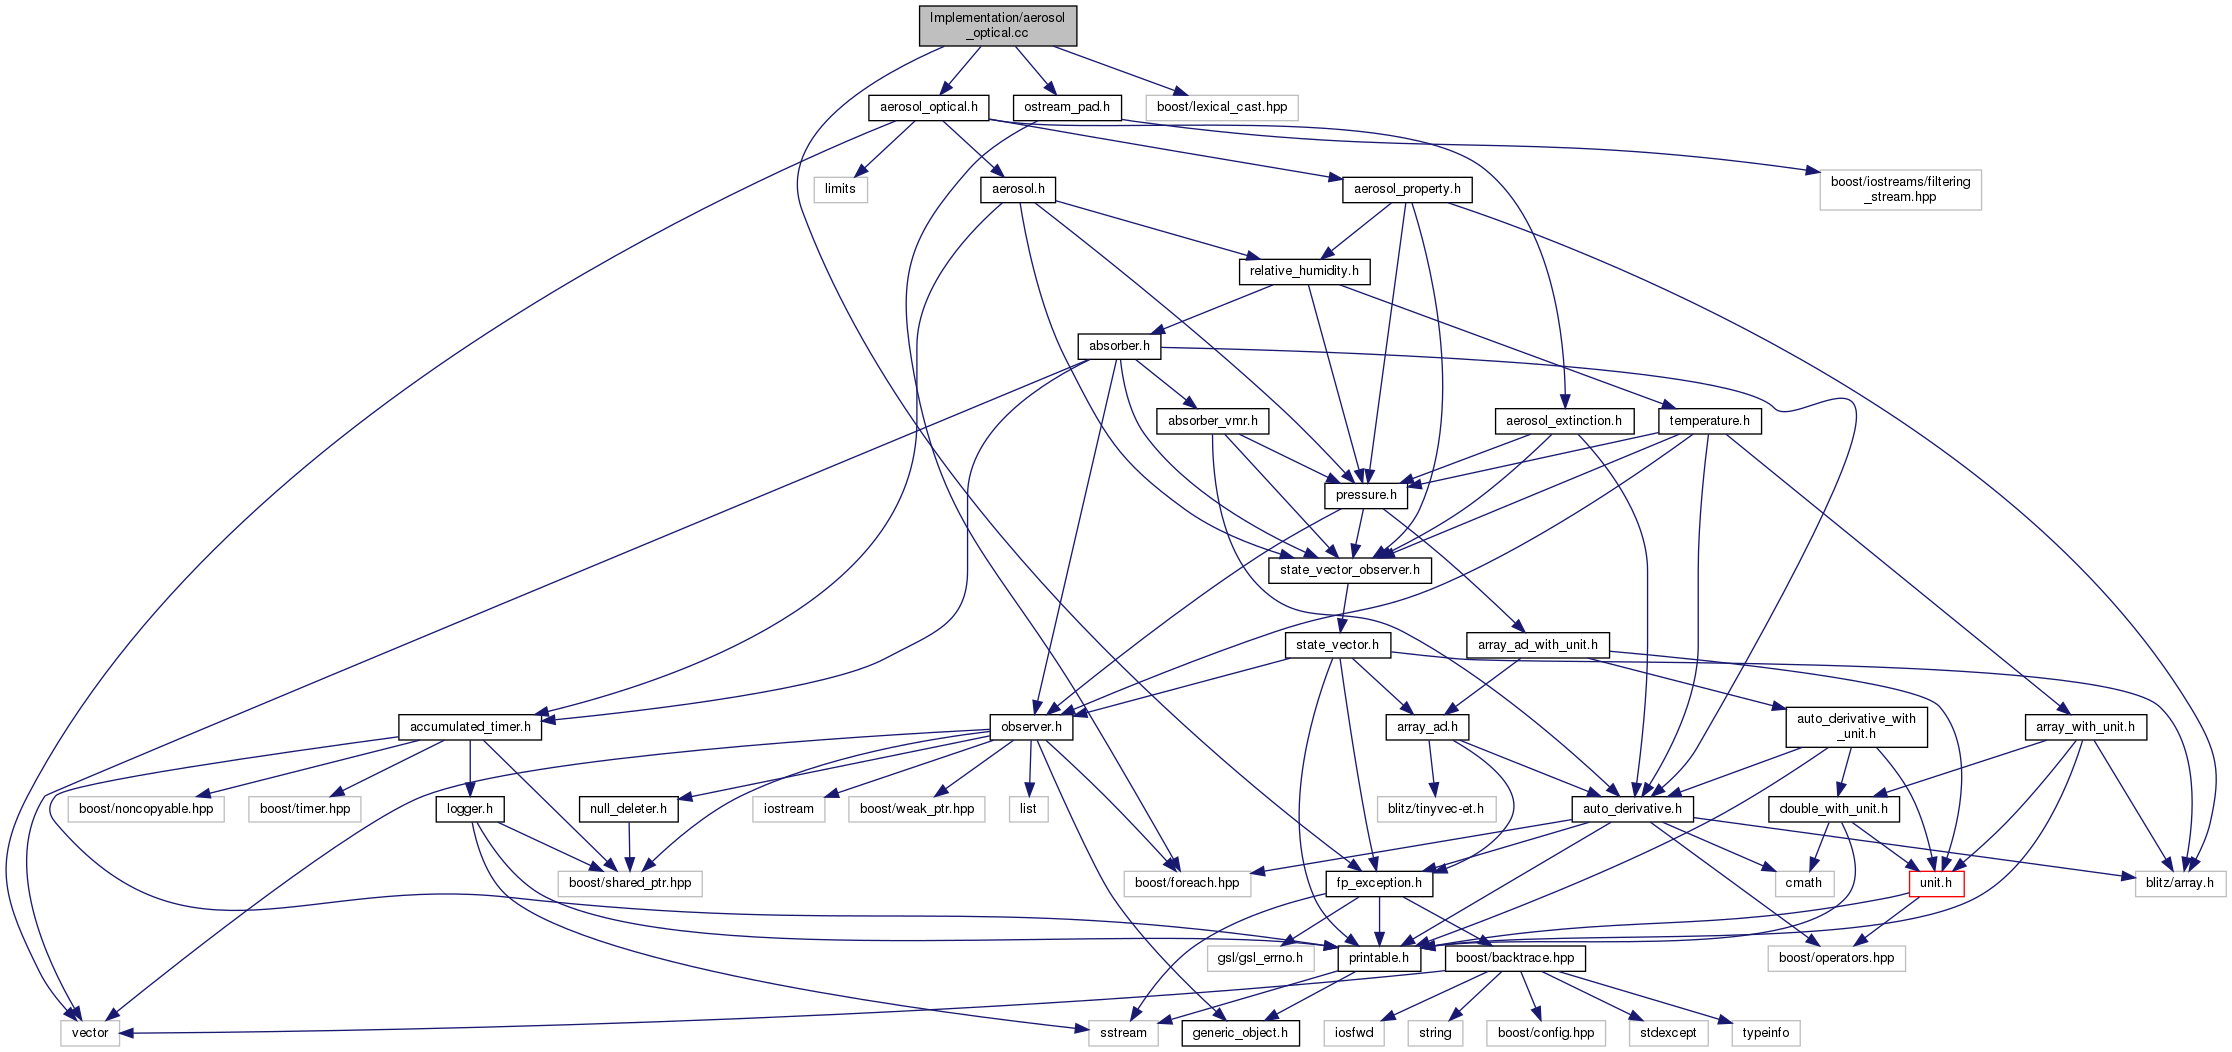 Implementation/aerosol
_optical.cc
aerosol_optical.h
ostream_pad.h
boost/lexical_cast.hpp
limits
aerosol.h
aerosol_property.h
boost/iostreams/filtering
_stream.hpp
relative_humidity.h
absorber.h
absorber_vmr.h
aerosol_extinction.h
temperature.h
pressure.h
state_vector_observer.h
state_vector.h
array_ad_with_unit.h
accumulated_timer.h
observer.h
array_ad.h
auto_derivative_with
_unit.h
array_with_unit.h
boost/noncopyable.hpp
boost/timer.hpp
logger.h
null_deleter.h
iostream
boost/weak_ptr.hpp
list
blitz/tinyvec-et.h
auto_derivative.h
double_with_unit.h
boost/shared_ptr.hpp
boost/foreach.hpp
fp_exception.h
cmath
unit.h
blitz/array.h
gsl/gsl_errno.h
printable.h
boost/backtrace.hpp
boost/operators.hpp
vector
sstream
generic_object.h
iosfwd
string
boost/config.hpp
stdexcept
typeinfo